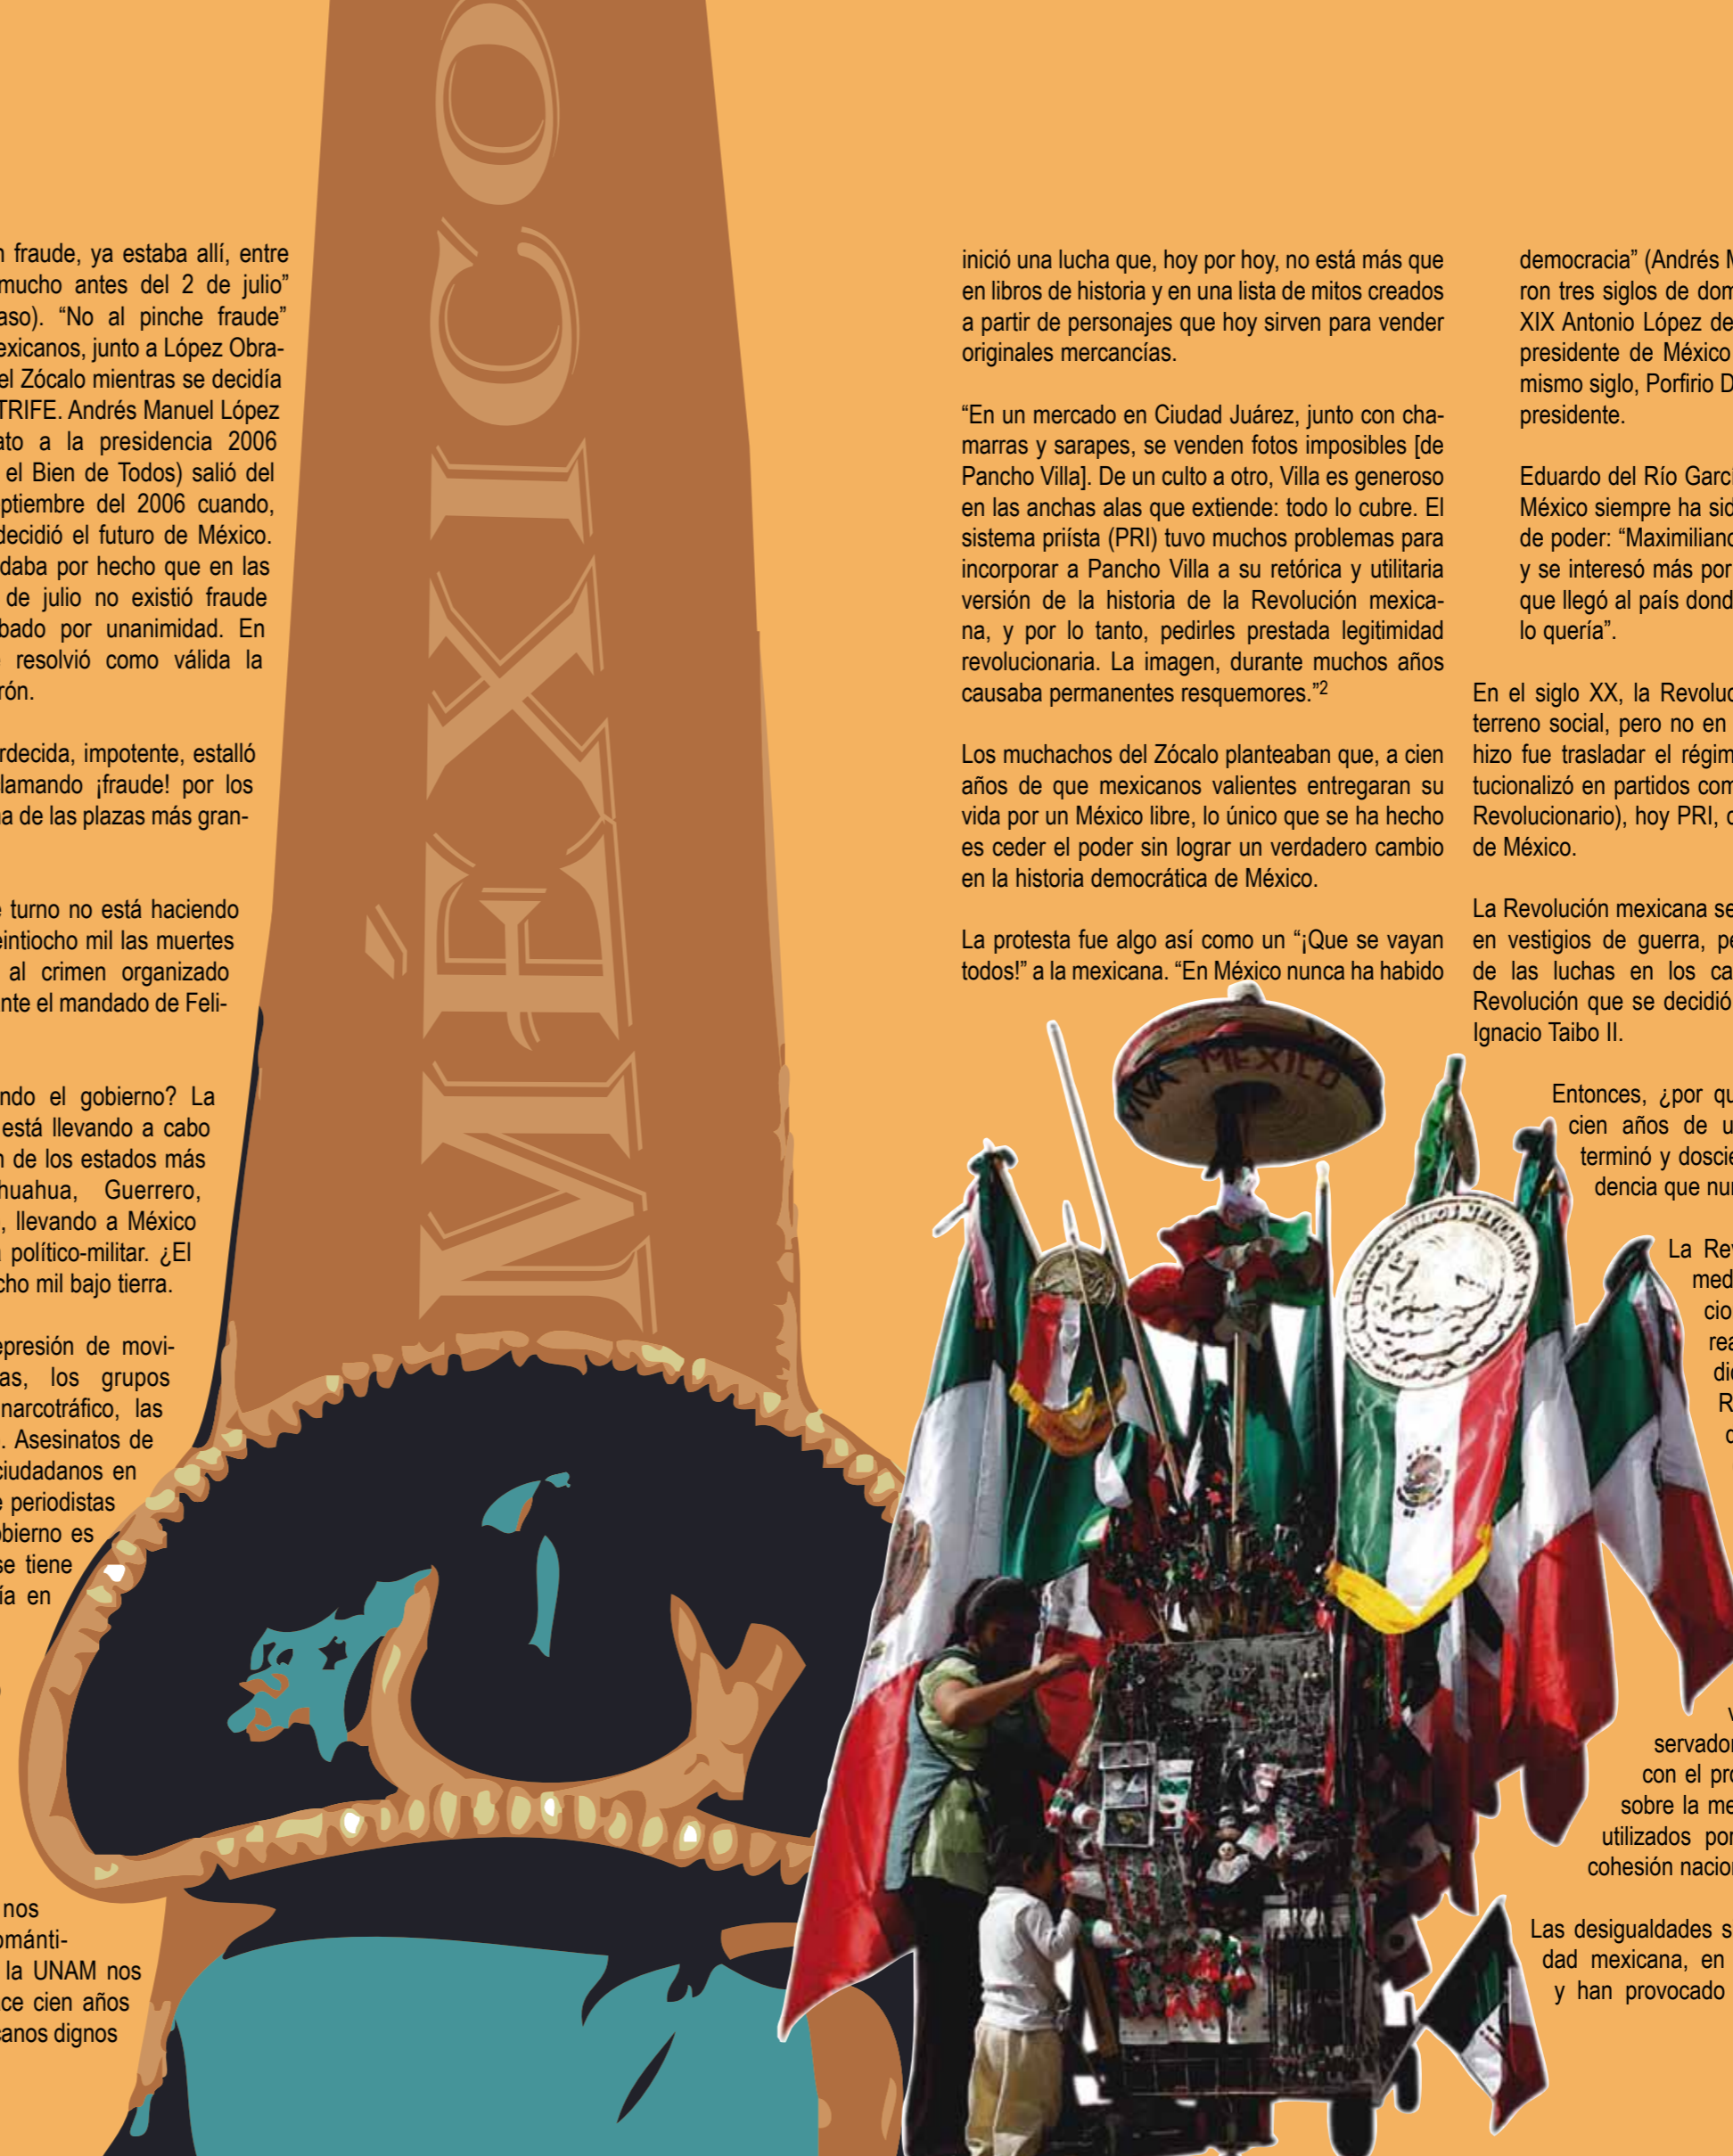 MÉXICO
n fraude, ya estaba allí, entre
mucho antes del 2 de julio”
aso). “No al pinche fraude”
exicanos, junto a López Obra-
el Zócalo mientras se decidía
TRIFE. Andrés Manuel López
ato a la presidencia 2006
el Bien de Todos) salió del
eptiembre del 2006 cuando,
decidió el futuro de México.
daba por hecho que en las
de julio no existió fraude
bado por unanimidad. En
e resolvió como válida la
rón.
rdecida, impotente, estalló
lamando ¡fraude! por los
na de las plazas más gran-
e turno no está haciendo
eintiocho mil las muertes
al crimen organizado
nte el mandado de Feli-
ndo el gobierno? La
está llevando a cabo
n de los estados más
huahua, Guerrero,
, llevando a México
a político-militar. ¿El
cho mil bajo tierra.
epresión de movi-
as, los grupos
narcotráfico, las
. Asesinatos de
ciudadanos en
e periodistas
obierno es
se tiene
ía en
nos
ománti-
la UNAM nos
ce cien años
canos dignos
inició una lucha que, hoy por hoy, no está más que
en libros de historia y en una lista de mitos creados
a partir de personajes que hoy sirven para vender
originales mercancías.
“En un mercado en Ciudad Juárez, junto con cha-
marras y sarapes, se venden fotos imposibles [de
Pancho Villa]. De un culto a otro, Villa es generoso
en las anchas alas que extiende: todo lo cubre. El
sistema priísta (PRI) tuvo muchos problemas para
incorporar a Pancho Villa a su retórica y utilitaria
versión de la historia de la Revolución mexica-
na, y por lo tanto, pedirles prestada legitimidad
revolucionaria. La imagen, durante muchos años
causaba permanentes resquemores.”2
Los muchachos del Zócalo planteaban que, a cien
años de que mexicanos valientes entregaran su
vida por un México libre, lo único que se ha hecho
es ceder el poder sin lograr un verdadero cambio
en la historia democrática de México.
La protesta fue algo así como un “¡Que se vayan
todos!” a la mexicana. “En México nunca ha habido
VIVA MEXICO
democracia” (Andrés M
ron tres siglos de dom
XIX Antonio López de
presidente de México
mismo siglo, Porfirio D
presidente.
Eduardo del Río Garcí
México siempre ha sid
de poder: “Maximiliano
y se interesó más por
que llegó al país dond
lo quería”.
En el siglo XX, la Revoluc
terreno social, pero no en
hizo fue trasladar el régim
tucionalizó en partidos com
Revolucionario), hoy PRI, c
de México.
La Revolución mexicana se
en vestigios de guerra, pe
de las luchas en los ca
Revolución que se decidió
Ignacio Taibo II.
Entonces, ¿por qu
cien años de u
terminó y doscie
dencia que nun
La Rev
med
cio
rea
die
R
servador
con el pro
sobre la me
utilizados por
cohesión nacion
Las desigualdades s
dad mexicana, en
y han provocado